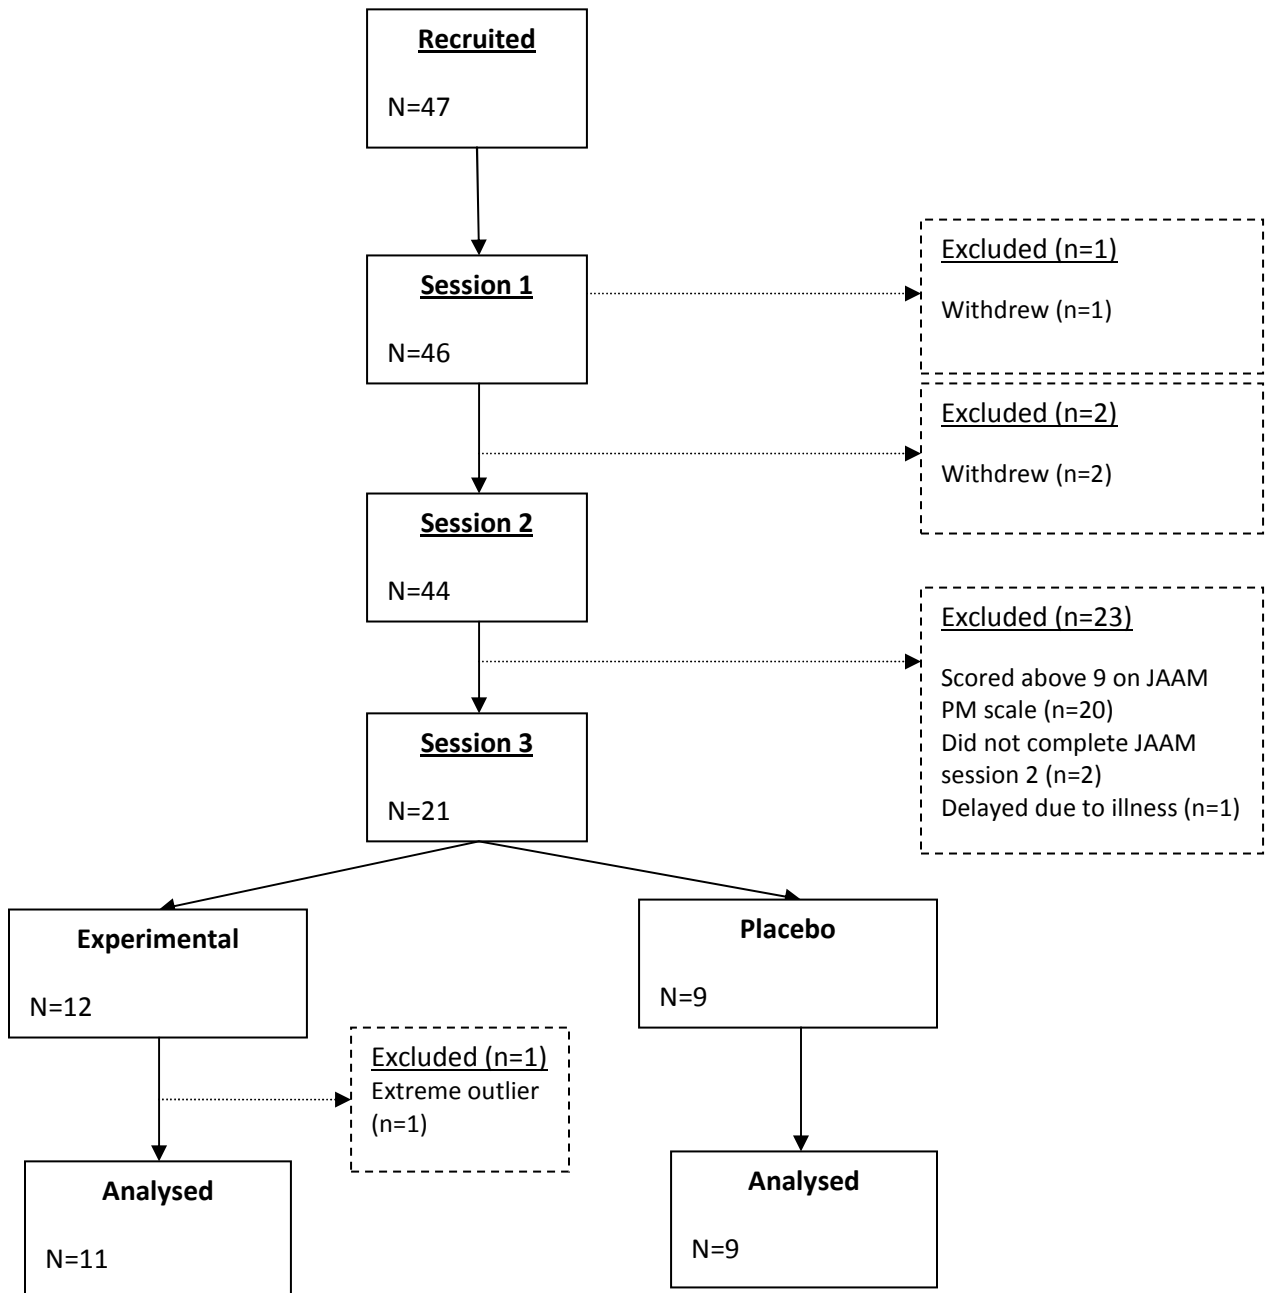 Recruited
N=47
Session 1
N=46
Excluded (n=1)
Withdrew (n=1)
Excluded (n=2)
Withdrew (n=2)
Session 2
N=44
Excluded (n=23)
Scored above 9 on JAAM
PM scale (n=20)
Did not complete JAAM
session 2 (n=2)
Delayed due to illness (n=1)
Session 3
N=21
Experimental
N=12
Placebo
N=9
Excluded (n=1)
Extreme outlier
(n=1)
Analysed
N=11
Analysed
N=9